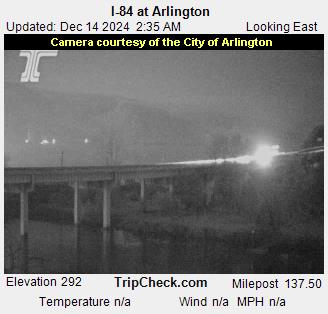 I-84 at Arlington
Updated: Dec 14 2024 2:35 AM Looking East
Camera courtesy of the City of Arlington
Elevation 292 TripCheck.com Milepost 137.50
Temperature n/a Wind n/a MPH n/a